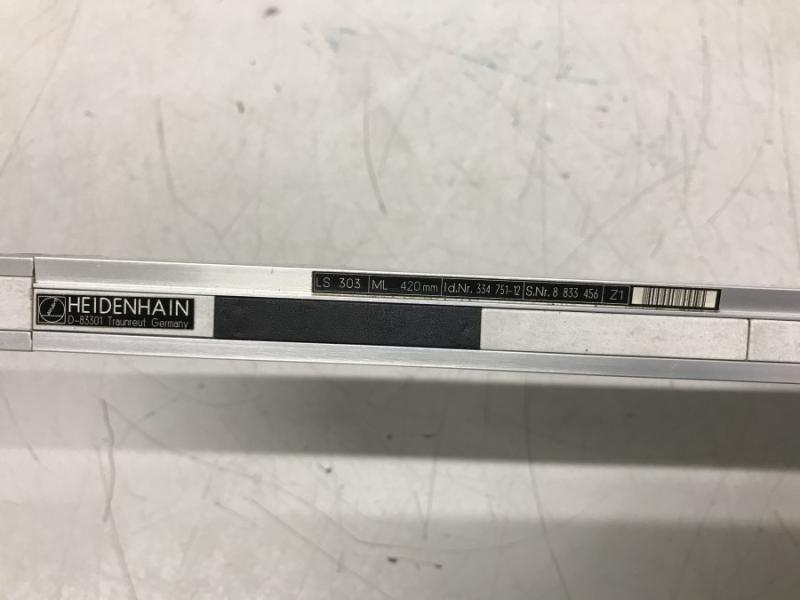 LS 303 ML 420 mm Id.Nr. 334 751-12 S.Nr. 8 833 456 Z1
HEIDENHAIN
D-83301 Traunreut Germany